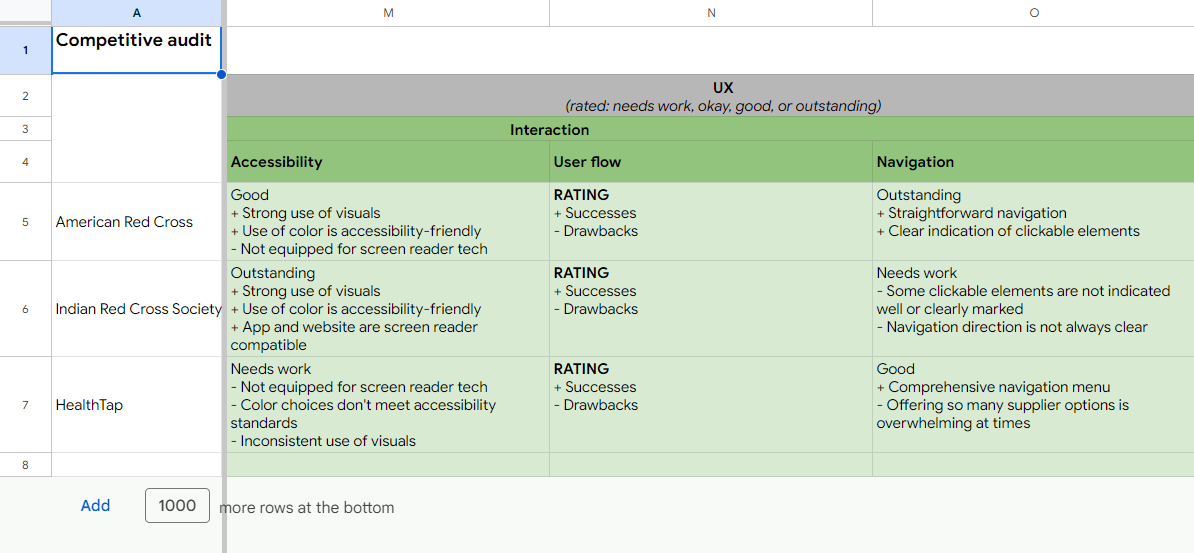 A
M
N
O
1
Competitive audit
2
UX
(rated: needs work, okay, good, or outstanding)
3
Interaction
4
Accessibility
User flow
Navigation
5
American Red Cross
Good
+ Strong use of visuals
+ Use of color is accessibility-friendly
- Not equipped for screen reader tech
RATING
+ Successes
- Drawbacks
Outstanding
+ Straightforward navigation
+ Clear indication of clickable elements
6
Indian Red Cross Society
Outstanding
+ Strong use of visuals
+ Use of color is accessibility-friendly
+ App and website are screen reader
compatible
RATING
+ Successes
- Drawbacks
Needs work
- Some clickable elements are not indicated
well or clearly marked
- Navigation direction is not always clear
7
HealthTap
Needs work
- Not equipped for screen reader tech
- Color choices don't meet accessibility
standards
- Inconsistent use of visuals
RATING
+ Successes
- Drawbacks
Good
+ Comprehensive navigation menu
- Offering so many supplier options is
overwhelming at times
8
Add 1000 more rows at the bottom